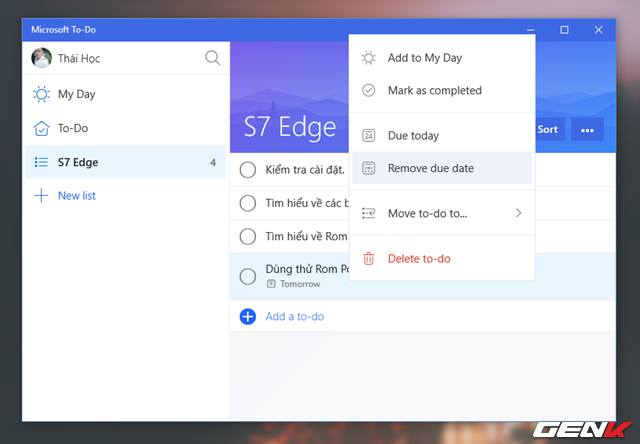 Microsoft To-Do
Thái Học
My Day
To-Do
S7 Edge
4
New list
S7 Edge
Sort
Kiểm tra cài đặt.
Tìm hiểu về các
Tìm hiểu về Rom
Dùng thử Rom
Tomorrow
Add a to-do
Add to My Day
Mark as completed
24
Due today
Remove due date
Move to-do to...
Delete to-do
GENK